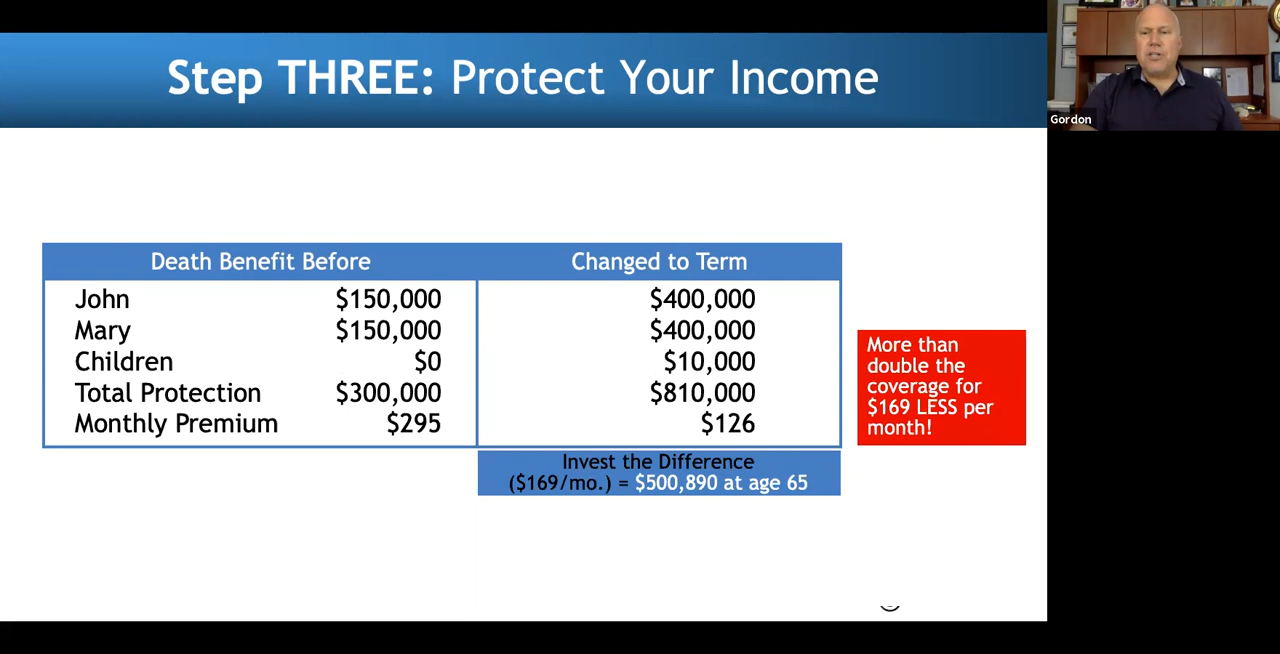 Step THREE: Protect Your Income
Gordon
Death Benefit Before Changed to Term
John $150,000 $400,000
Mary $150,000 $400,000
Children $0 $10,000
Total Protection $300,000 $810,000
Monthly Premium $295 $126
More than
double the
coverage for
$169 LESS per
month!
Invest the Difference
($169/mo.) = $500,890 at age 65